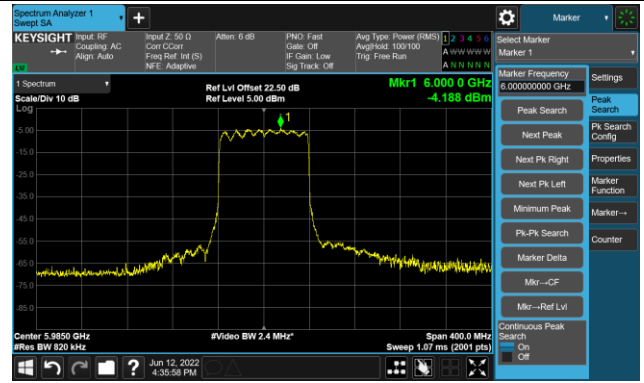 Spectrum Analyzer 1
Swept SA
Marker
KEYSIGHT
Input: RF
Coupling: AC
Align: Auto
Input Z: 50 Ω
Corr CCorr
Freq Ref: Int (S)
NFE: Adaptive
Atten: 6 dB
PNO: Fast
Gate: Off
IF Gain: Low
Sig Track: Off
Avg Type: Power (RMS)
Avg|Hold: 100/100
Trig: Free Run
1 2 3 4 5 6
A W W W W W
A N N N N N
LXI
Select Marker
Marker 1
1 Spectrum
Scale/Div 10 dB
Log
Ref Lvl Offset 22.50 dB
Ref Level 5.00 dBm
Mkr1 6.000 0 GHz
-4.188 dBm
1
-5.00
-15.0
-25.0
-35.0
-45.0
-55.0
-65.0
-75.0
-85.0
Center 5.9850 GHz
#Res BW 820 kHz
#Video BW 2.4 MHz*
Span 400.0 MHz
Sweep 1.07 ms (2001 pts)
Marker Frequency
6.000000000 GHz
Peak Search
Next Peak
Next Pk Right
Next Pk Left
Minimum Peak
Pk-Pk Search
Marker Delta
Mkr→CF
Mkr→Ref Lvl
Continuous Peak
Search
On
Off
Settings
Peak
Search
Pk Search
Config
Properties
Marker
Function
Marker→
Counter
?
Jun 12, 2022
4:35:58 PM